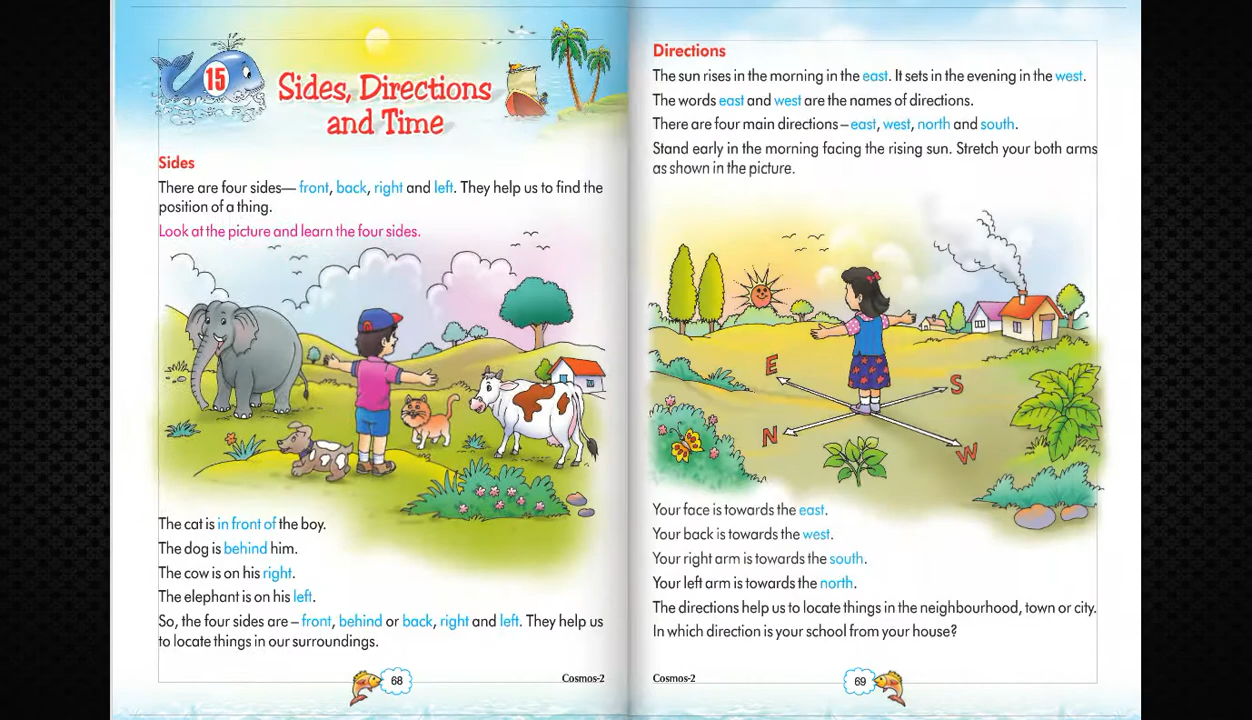 15
Sides, Directions
and Time
Sides
There are four sides— front, back, right and left. They help us to find the
position of a thing.
Look at the picture and learn the four sides.
The cat is in front of the boy.
The dog is behind him.
The cow is on his right.
The elephant is on his left.
So, the four sides are – front, behind or back, right and left. They help us
to locate things in our surroundings.
68
Cosmos-2
Directions
The sun rises in the morning in the east. It sets in the evening in the west.
The words east and west are the names of directions.
There are four main directions – east, west, north and south.
Stand early in the morning facing the rising sun. Stretch your both arms
as shown in the picture.
E
S
N
W
Your face is towards the east.
Your back is towards the west.
Your right arm is towards the south.
Your left arm is towards the north.
The directions help us to locate things in the neighbourhood, town or city.
In which direction is your school from your house?
Cosmos-2
69